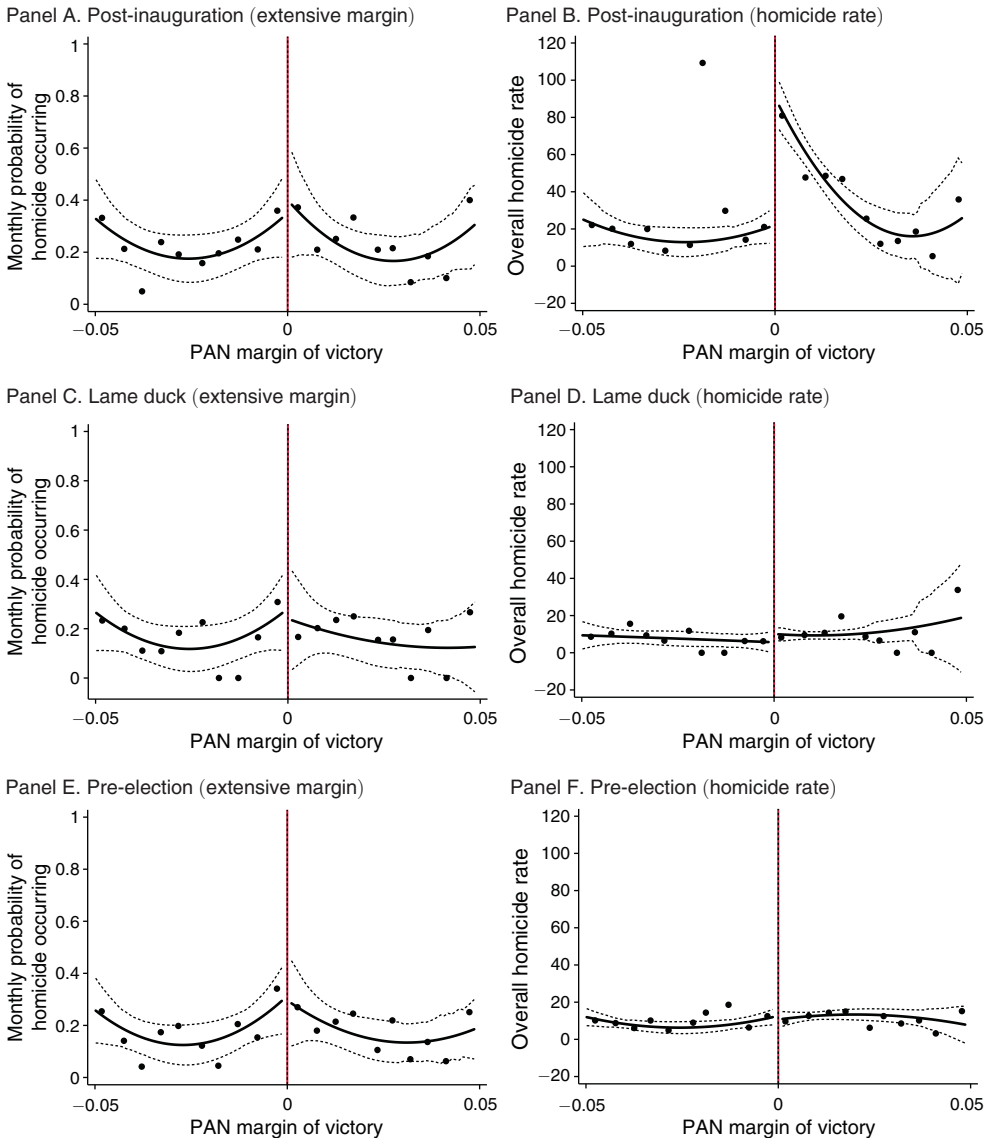 Panel A. Post-inauguration (extensive margin)
Monthly probability of
homicide occurring
1
0.8
0.6
0.4
0.2
0
−0.05
0
0.05
PAN margin of victory
Panel B. Post-inauguration (homicide rate)
Overall homicide rate
120
100
80
60
40
20
0
−20
−0.05
0
0.05
PAN margin of victory
Panel C. Lame duck (extensive margin)
Monthly probability of
homicide occurring
1
0.8
0.6
0.4
0.2
0
−0.05
0
0.05
PAN margin of victory
Panel D. Lame duck (homicide rate)
Overall homicide rate
120
100
80
60
40
20
0
−20
−0.05
0
0.05
PAN margin of victory
Panel E. Pre-election (extensive margin)
Monthly probability of
homicide occurring
1
0.8
0.6
0.4
0.2
0
−0.05
0
0.05
PAN margin of victory
Panel F. Pre-election (homicide rate)
Overall homicide rate
120
100
80
60
40
20
0
−20
−0.05
0
0.05
PAN margin of victory